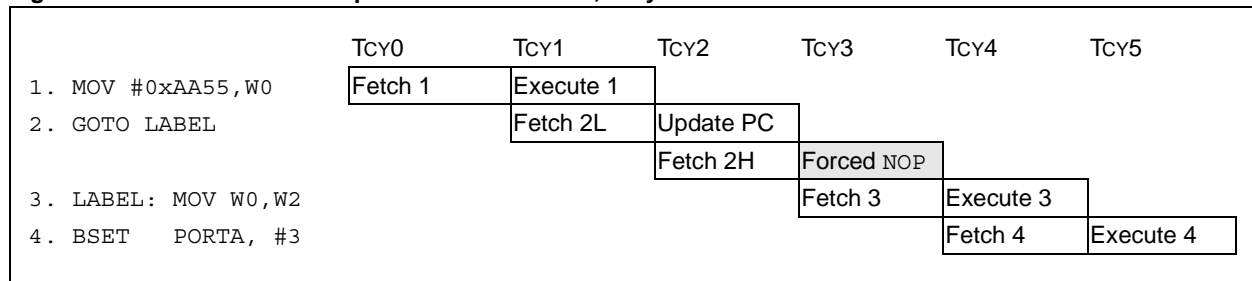 TCY0 TCY1 TCY2 TCY3 TCY4 TCY5
1. MOV #0xAA55,W0 Fetch 1 Execute 1
2. GOTO LABEL Fetch 2L Update PC
Fetch 2H Forced NOP
3. LABEL: MOV W0,W2 Fetch 3 Execute 3
4. BSET PORTA, #3 Fetch 4 Execute 4